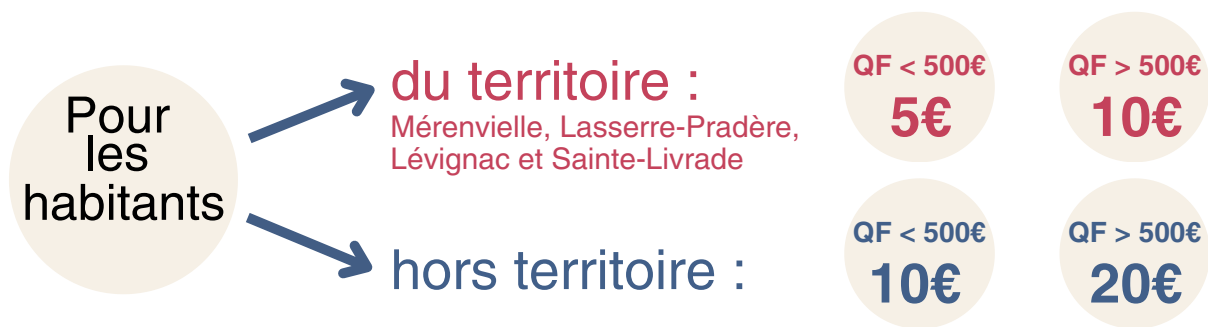 Pour
les
habitants
du territoire :
Mérenvielle, Lasserre-Pradère,
Lévignac et Sainte-Livrade
QF < 500€
5€
QF > 500€
10€
hors territoire :
QF < 500€
10€
QF > 500€
20€